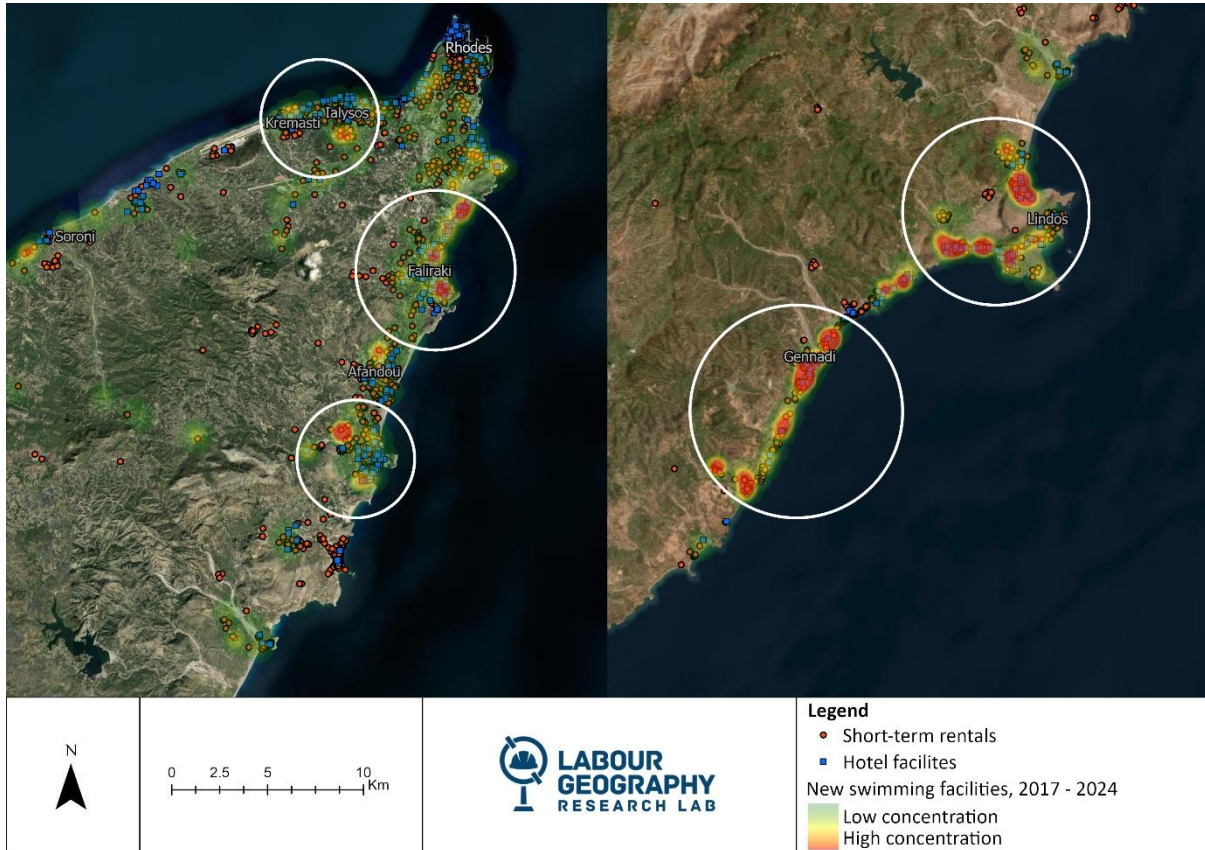 Rhodes
Ialysos
Kremasti
Soroni
Faliraki
Afandou
Lindos
Gennadi
N
0 2.5 5 10
Km
LABOUR
GEOGRAPHY
RESEARCH LAB
Legend
Short-term rentals
Hotel facilites
New swimming facilities, 2017 - 2024
Low concentration
High concentration